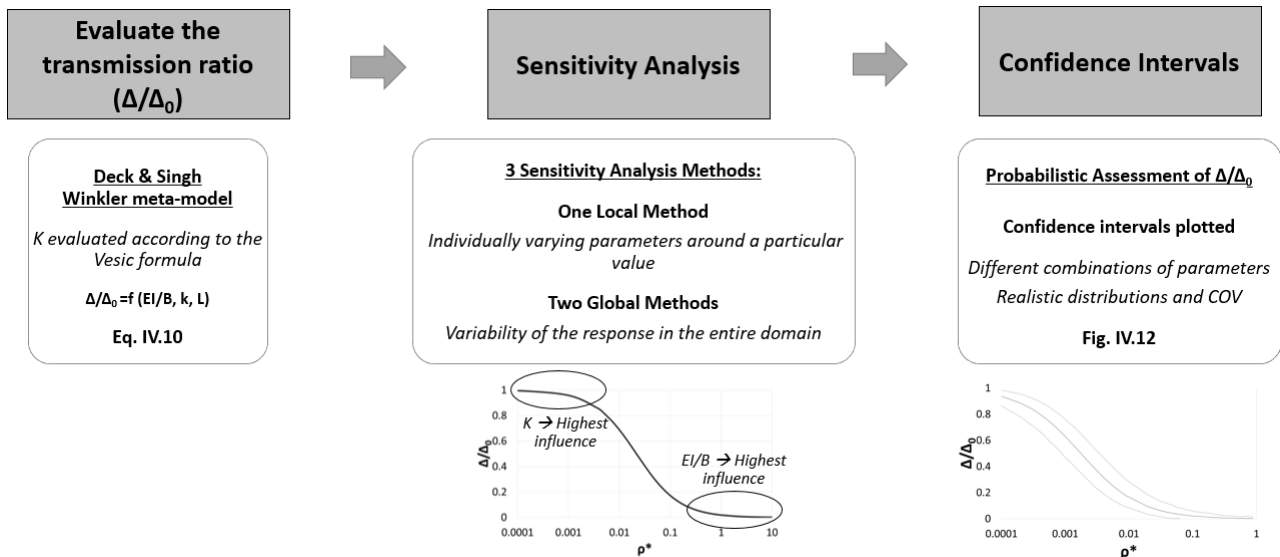 Evaluate the
transmission ratio
(Δ/Δ₀)
Sensitivity Analysis
Confidence Intervals
Deck & Singh
Winkler meta-model
K evaluated according to the
Vesic formula
Δ/Δ₀ =f (EI/B, k, L)
Eq. IV.10
3 Sensitivity Analysis Methods:
One Local Method
Individually varying parameters around a particular
value
Two Global Methods
Variability of the response in the entire domain
Probabilistic Assessment of Δ/Δ₀
Confidence intervals plotted
Different combinations of parameters
Realistic distributions and COV
Fig. IV.12
1
0.8
0.6
0.4
0.2
0
Δ/Δ₀
K → Highest
influence
EI/B → Highest
influence
0.0001 0.001 0.01 0.1 1 10
ρ*
1
0.8
0.6
0.4
0.2
0
Δ/Δ₀
0.0001 0.001 0.01 0.1 1
ρ*